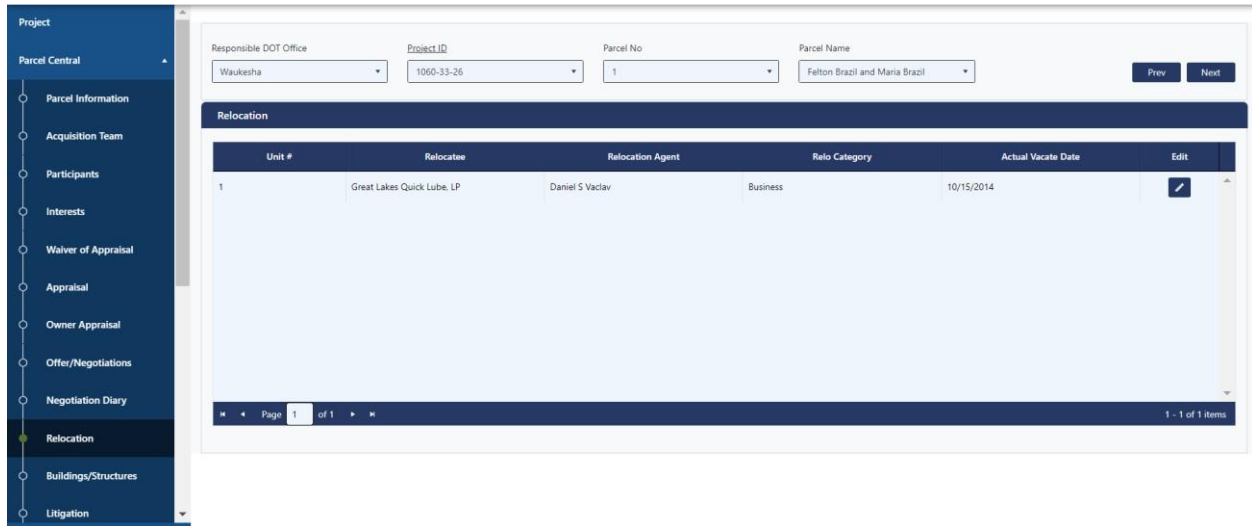 Project
Parcel Central
Parcel Information
Acquisition Team
Participants
Interests
Waiver of Appraisal
Appraisal
Owner Appraisal
Offer/Negotiations
Negotiation Diary
Relocation
Buildings/Structures
Litigation
Responsible DOT Office Project ID Parcel No Parcel Name
Waukesha 1060-33-26 1 Felton Brazil and Maria Brazil Prev Next
Relocation
Unit # Relocatee Relocation Agent Relo Category Actual Vacate Date Edit
1 Great Lakes Quick Lube, LP Daniel S Vaclav Business 10/15/2014
Page 1 of 1 1 - 1 of 1 items